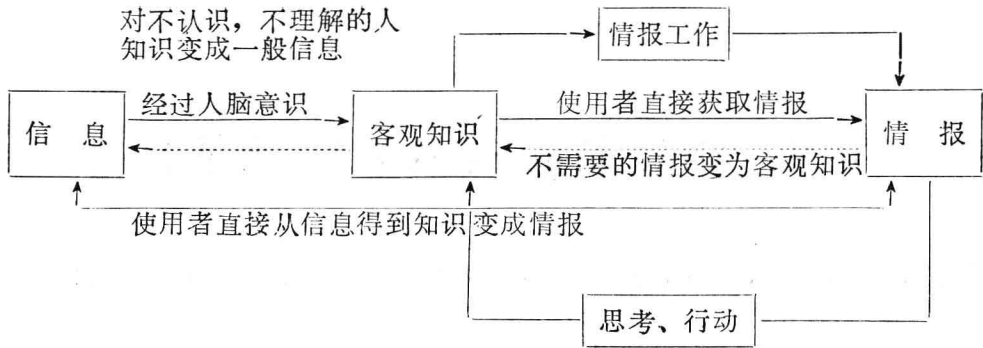 对不认识，不理解的人
知识变成一般信息
情报工作
经过人脑意识
使用者直接获取情报
信 息
客观知识
情 报
不需要的情报变为客观知识
使用者直接从信息得到知识变成情报
思考、行动